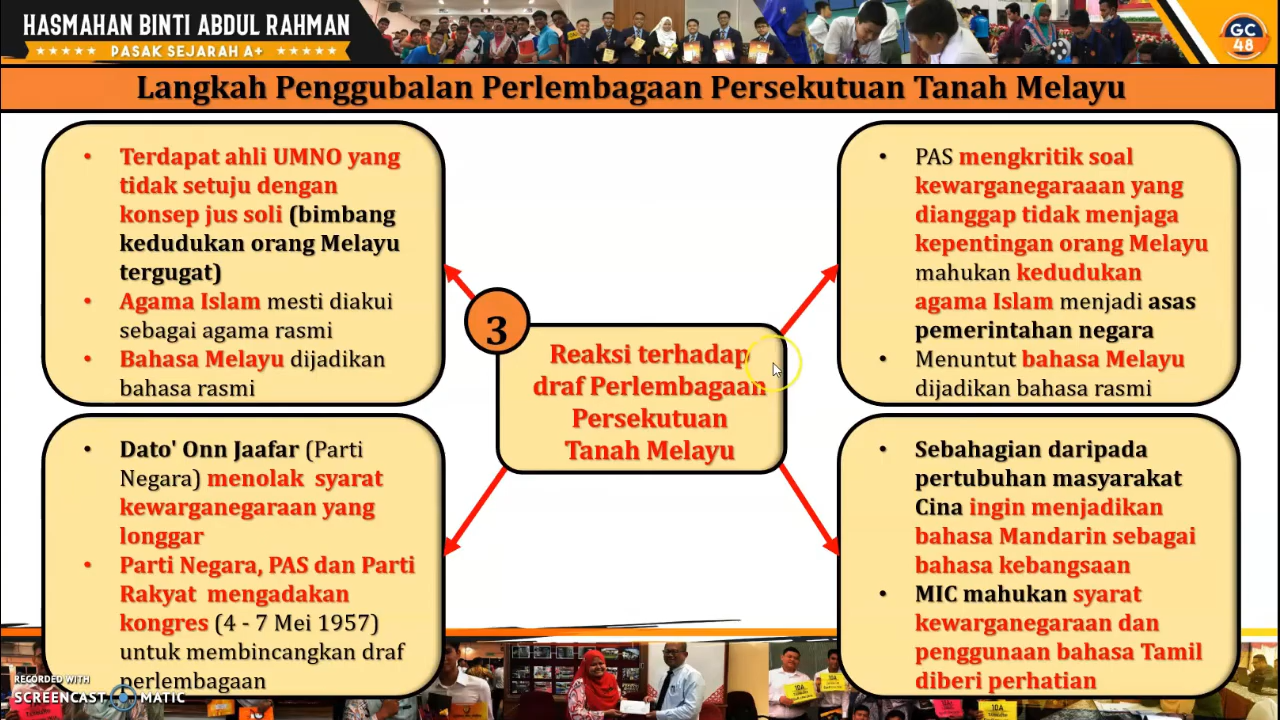 HASMAHAN BINTI ABDUL RAHMAN
PASAK SEJARAH A+
GC
48
Langkah Penggubalan Perlembagaan Persekutuan Tanah Melayu
• Terdapat ahli UMNO yang
tidak setuju dengan
konsep jus soli (bimbang
kedudukan orang Melayu
tergugat)
• Agama Islam mesti diakui
sebagai agama rasmi
• Bahasa Melayu dijadikan
bahasa rasmi
• PAS mengkritik soal
kewarganegaraaan yang
dianggap tidak menjaga
kepentingan orang Melayu
mahukan kedudukan
agama Islam menjadi asas
pemerintahan negara
• Menuntut bahasa Melayu
dijadikan bahasa rasmi
3
Reaksi terhadap
draf Perlembagaan
Persekutuan
Tanah Melayu
• Dato' Onn Jaafar (Parti
Negara) menolak syarat
kewarganegaraan yang
longgar
• Parti Negara, PAS dan Parti
Rakyat mengadakan
kongres (4 - 7 Mei 1957)
untuk membincangkan draf
perlembagaan
• Sebahagian daripada
pertubuhan masyarakat
Cina ingin menjadikan
bahasa Mandarin sebagai
bahasa kebangsaan
• MIC mahukan syarat
kewarganegaraan dan
penggunaan bahasa Tamil
diberi perhatian
RECORDED WITH
SCREENCAST MATIC